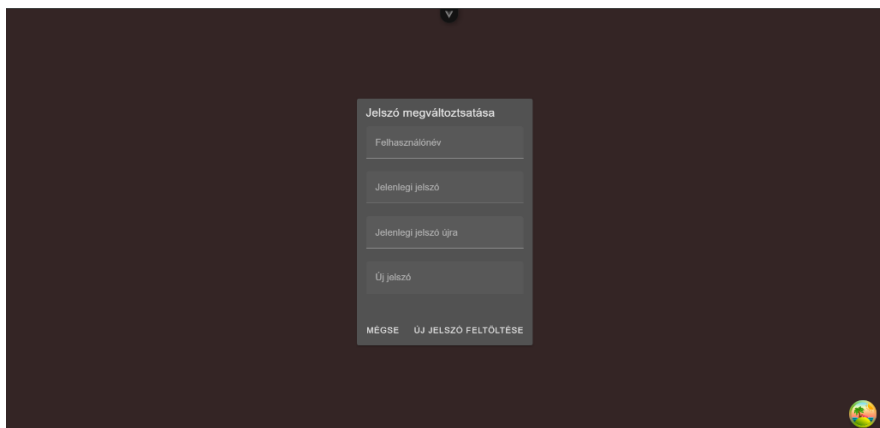 Jelszó megváltoztsatása
Felhasználónév
Jelenlegi jelszó
Jelenlegi jelszó újra
Új jelszó
MÉGSE ÚJ JELSZÓ FELTÖLTÉSE